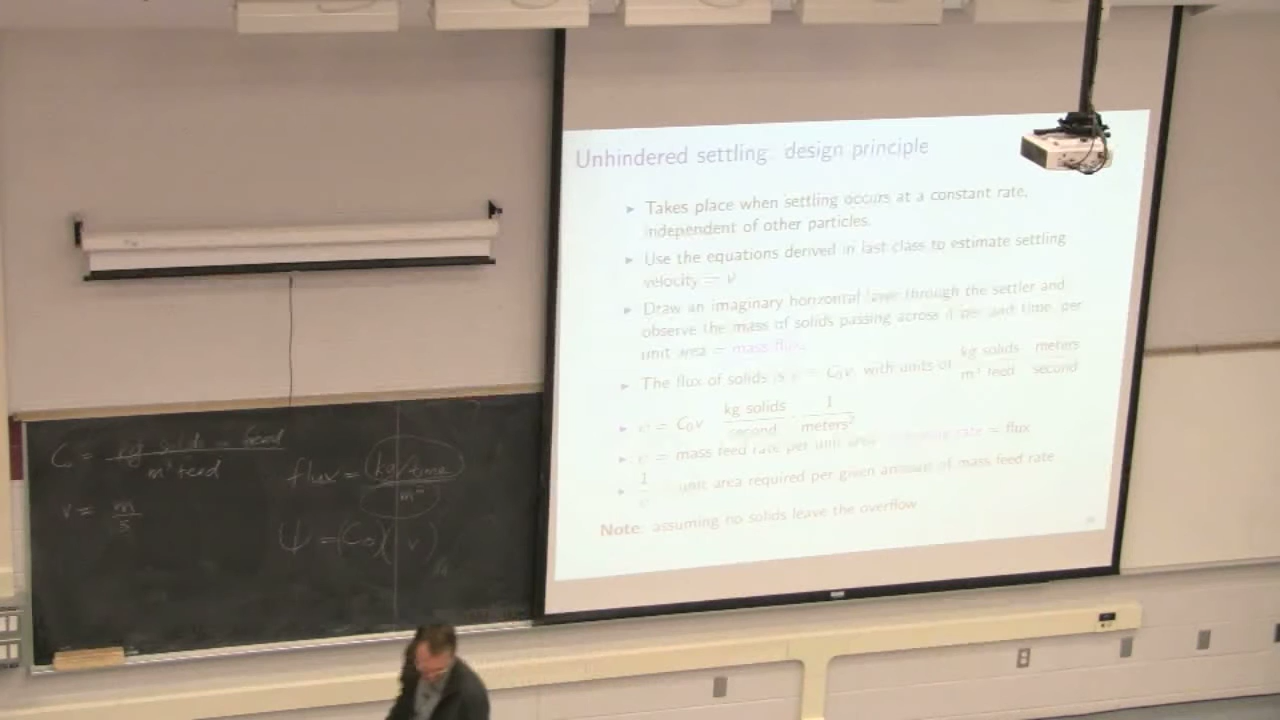 Unhindered settling: design principle
Takes place when settling occurs at a constant rate,
independent of other particles.
Use the equations derived in last class to estimate settling
velocity = v
Draw an imaginary horizontal layer through the settler and
observe the mass of solids passing across it per unit time, per
unit area = mass flux
The flux of solids is ψ = C₀v, with units of kg solids / m³ feed · meters / second
ψ = C₀v kg solids / second · 1 / meters²
ψ = mass feed rate per unit area = flux
1 / ψ = unit area required per given amount of mass feed rate
Note: assuming no solids leave the overflow
C₀ = kg solids / m³ feed
flux = kg/time / m²
v = m / s
ψ = (C₀)(v)